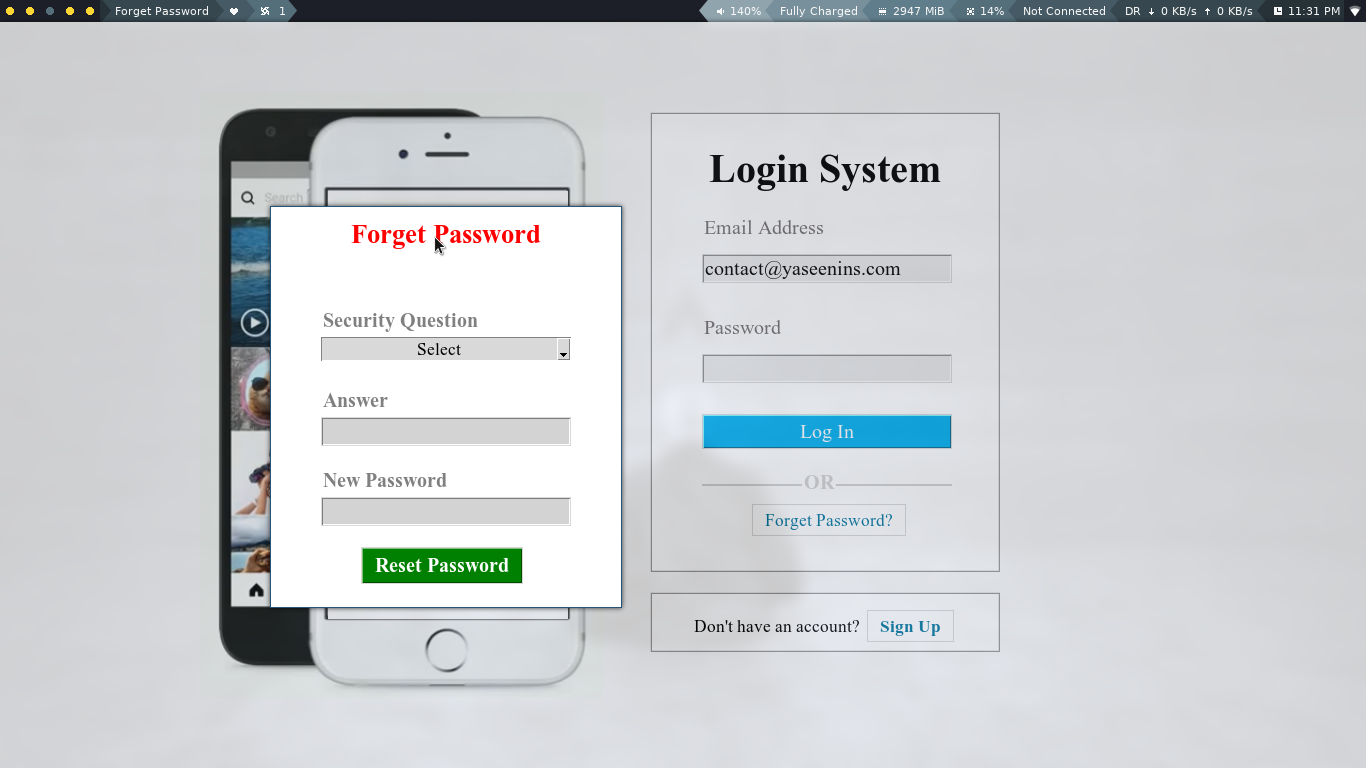 Forget Password 1 140% Fully Charged 2947 MiB 14% Not Connected DR ↓ 0 KB/s ↑ 0 KB/s 11:31 PM
Search
Forget Password
Security Question
Select
Answer
New Password
Reset Password
Login System
Email Address
contact@yaseenins.com
Password
Log In
OR
Forget Password?
Don't have an account? Sign Up